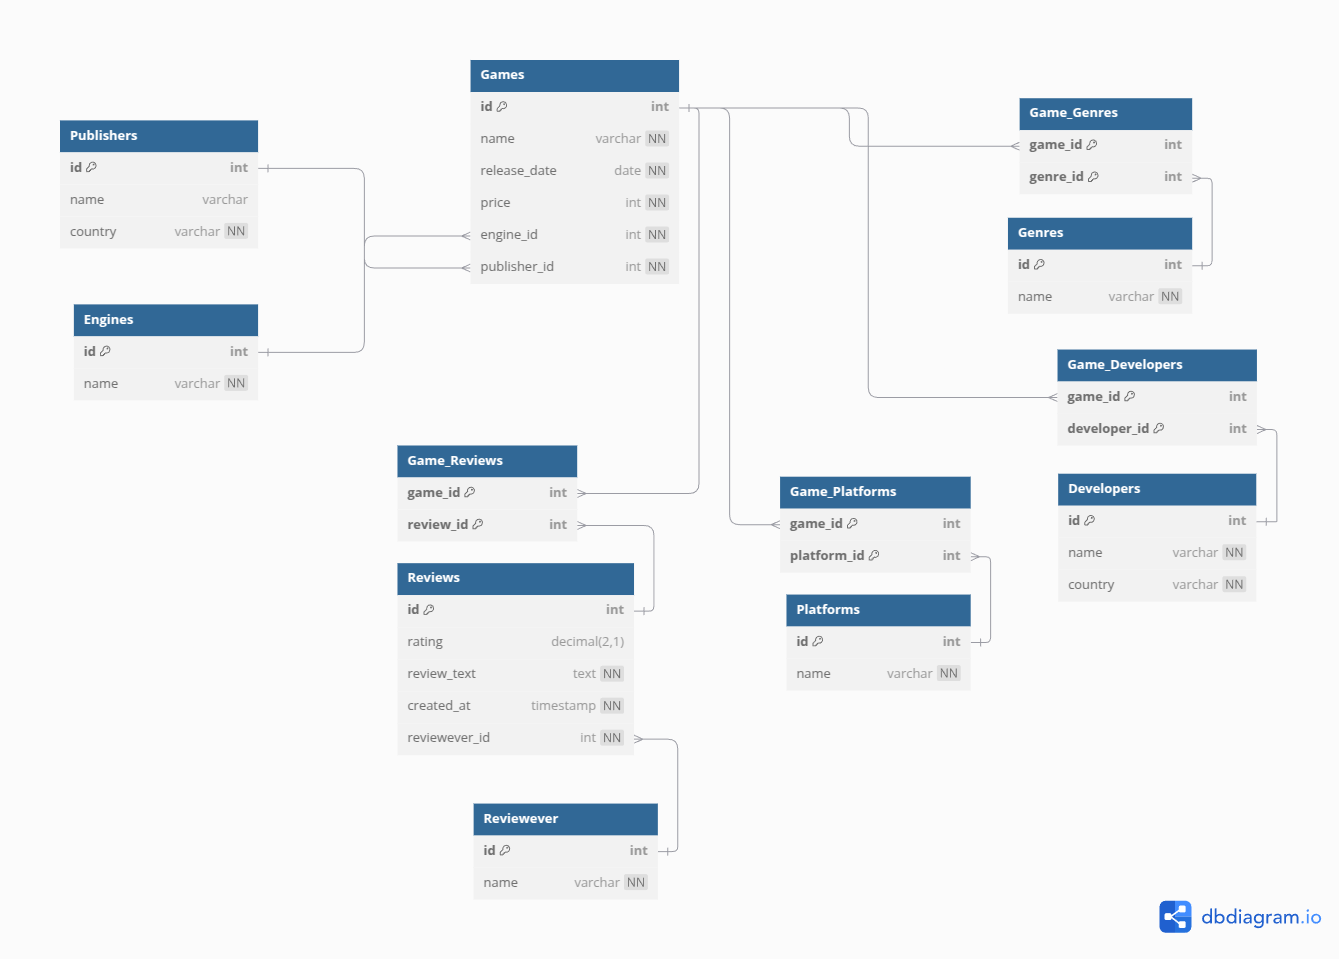 Games
id int
name varchar NN
release_date date NN
price int NN
engine_id int NN
publisher_id int NN
Publishers
id int
name varchar
country varchar NN
Engines
id int
name varchar NN
Game_Genres
game_id int
genre_id int
Genres
id int
name varchar NN
Game_Developers
game_id int
developer_id int
Developers
id int
name varchar NN
country varchar NN
Game_Reviews
game_id int
review_id int
Reviews
id int
rating decimal(2,1)
review_text text NN
created_at timestamp NN
reviewever_id int NN
Game_Platforms
game_id int
platform_id int
Platforms
id int
name varchar NN
Reviewever
id int
name varchar NN
dbdiagram.io